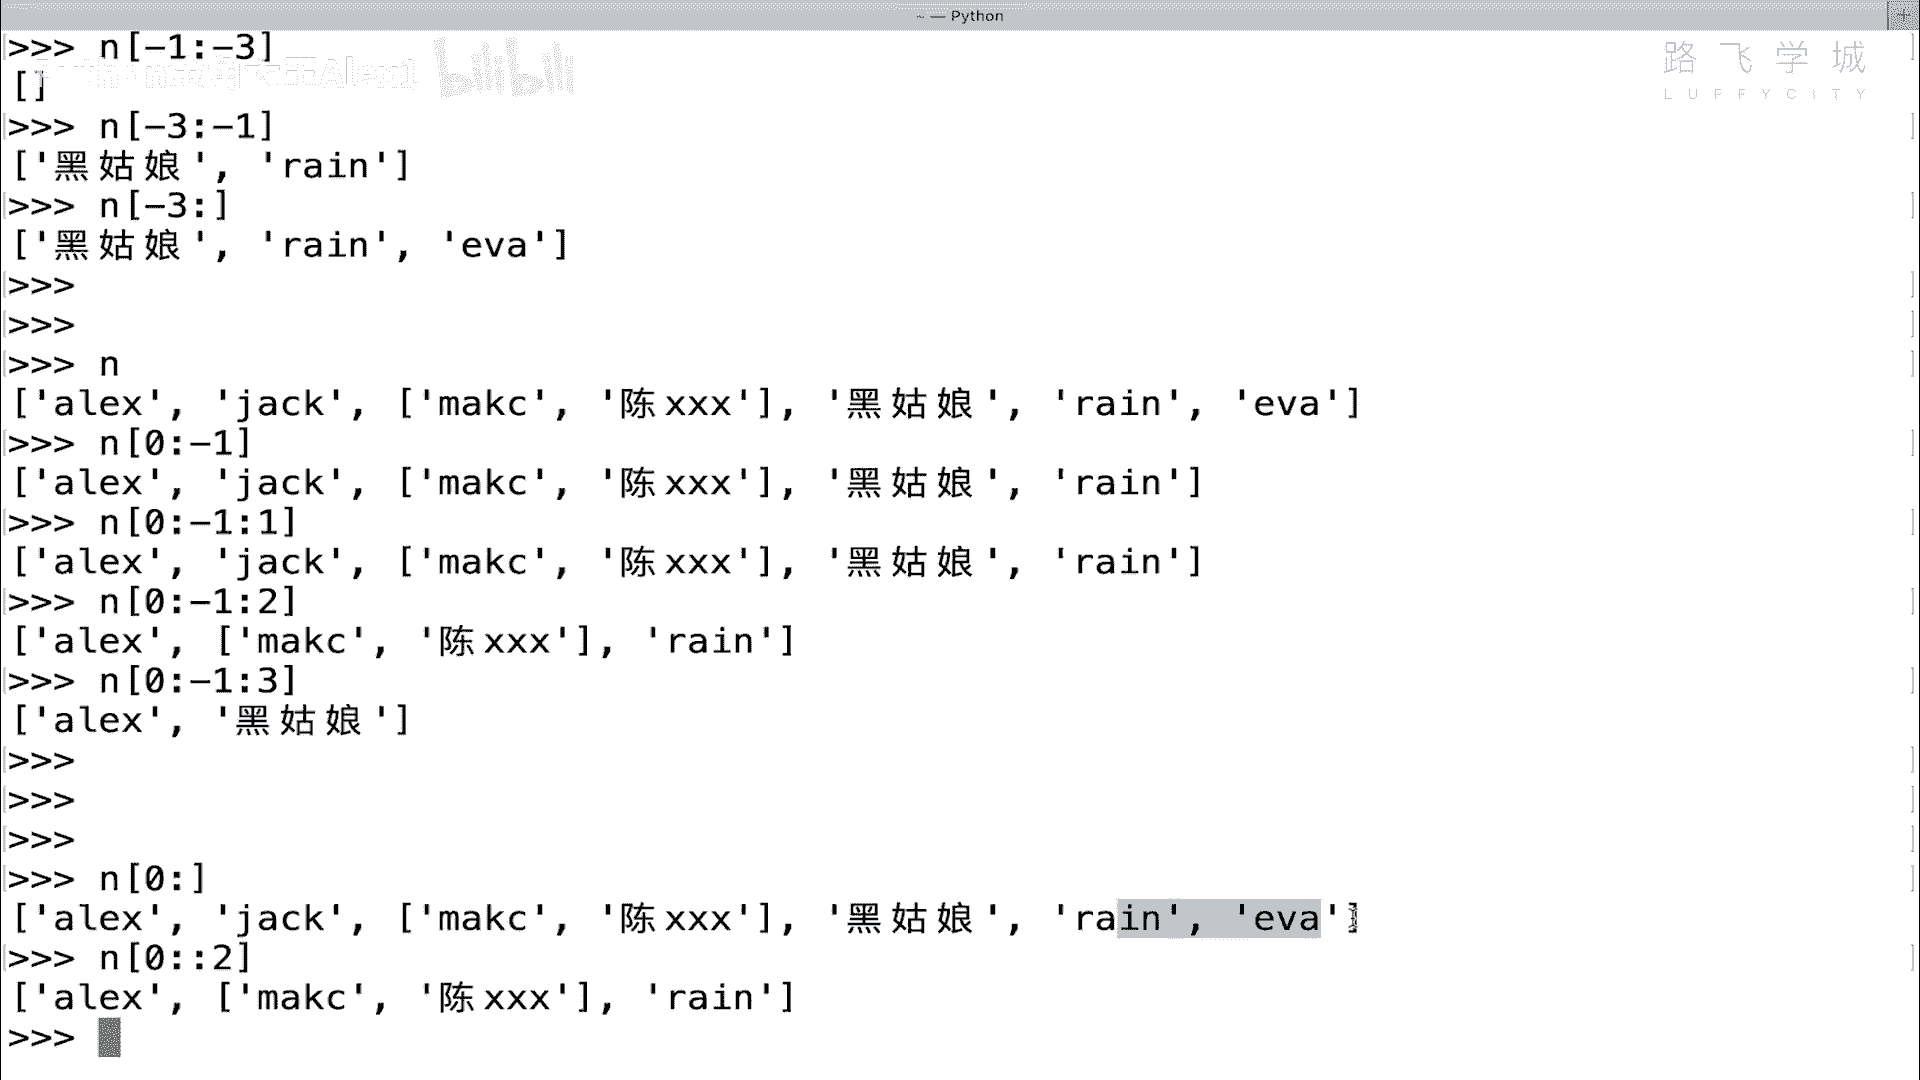 ~ — Python
>>> n[-1:-3]
[]
路飞学城
LUFFYCITY
bilibili
>>> n[-3:-1]
['黑姑娘', 'rain']
>>> n[-3:]
['黑姑娘', 'rain', 'eva']
>>>
>>>
>>> n
['alex', 'jack', ['makc', '陈xxx'], '黑姑娘', 'rain', 'eva']
>>> n[0:-1]
['alex', 'jack', ['makc', '陈xxx'], '黑姑娘', 'rain']
>>> n[0:-1:1]
['alex', 'jack', ['makc', '陈xxx'], '黑姑娘', 'rain']
>>> n[0:-1:2]
['alex', ['makc', '陈xxx'], 'rain']
>>> n[0:-1:3]
['alex', '黑姑娘']
>>>
>>>
>>>
>>> n[0:]
['alex', 'jack', ['makc', '陈xxx'], '黑姑娘', 'rain', 'eva']
>>> n[0::2]
['alex', ['makc', '陈xxx'], 'rain']
>>>